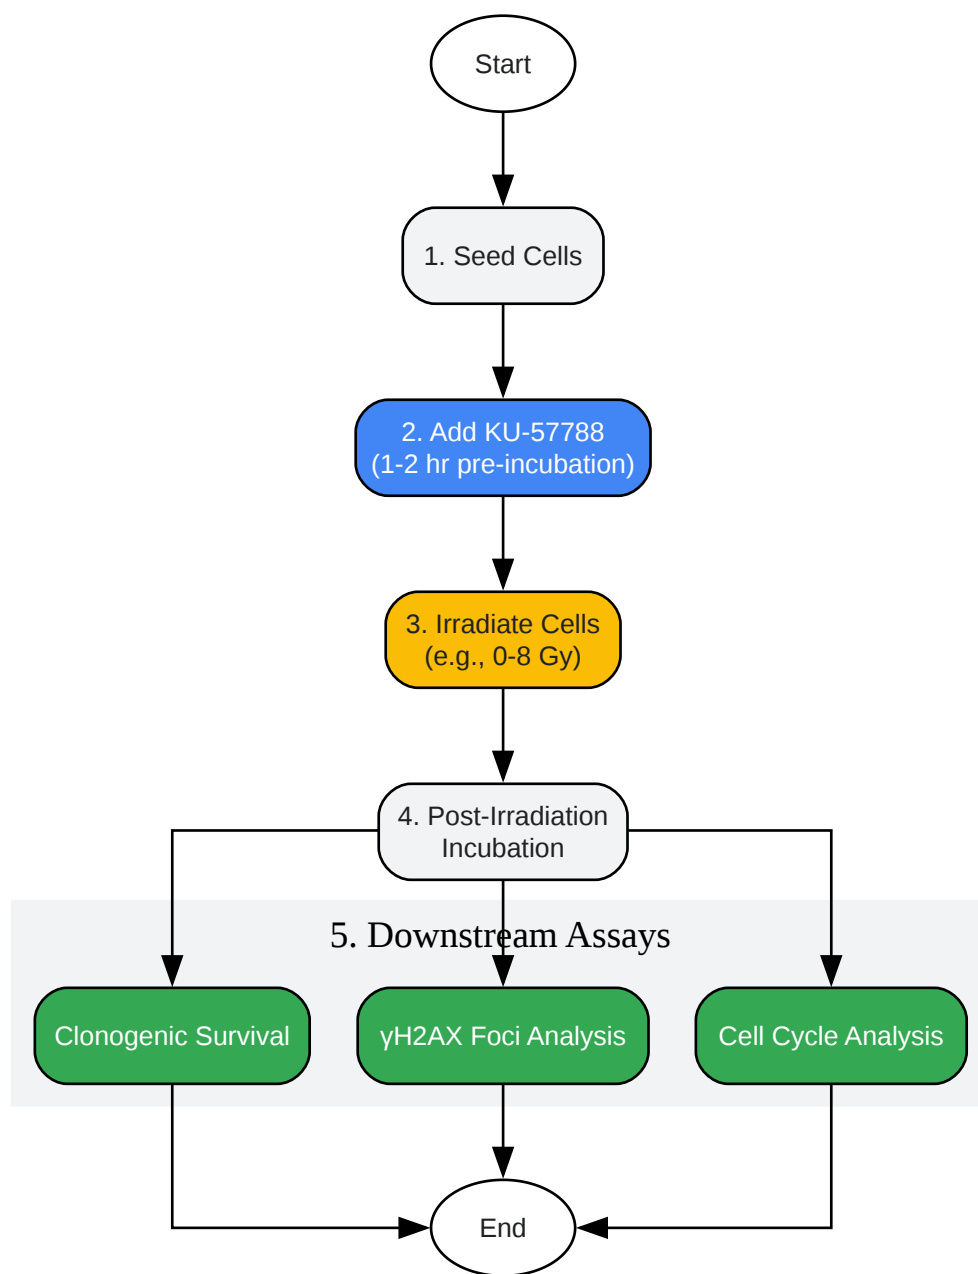 Start
1. Seed Cells
2. Add KU-57788
(1-2 hr pre-incubation)
3. Irradiate Cells
(e.g., 0-8 Gy)
4. Post-Irradiation
Incubation
5. Downstream Assays
Clonogenic Survival
γH2AX Foci Analysis
Cell Cycle Analysis
End